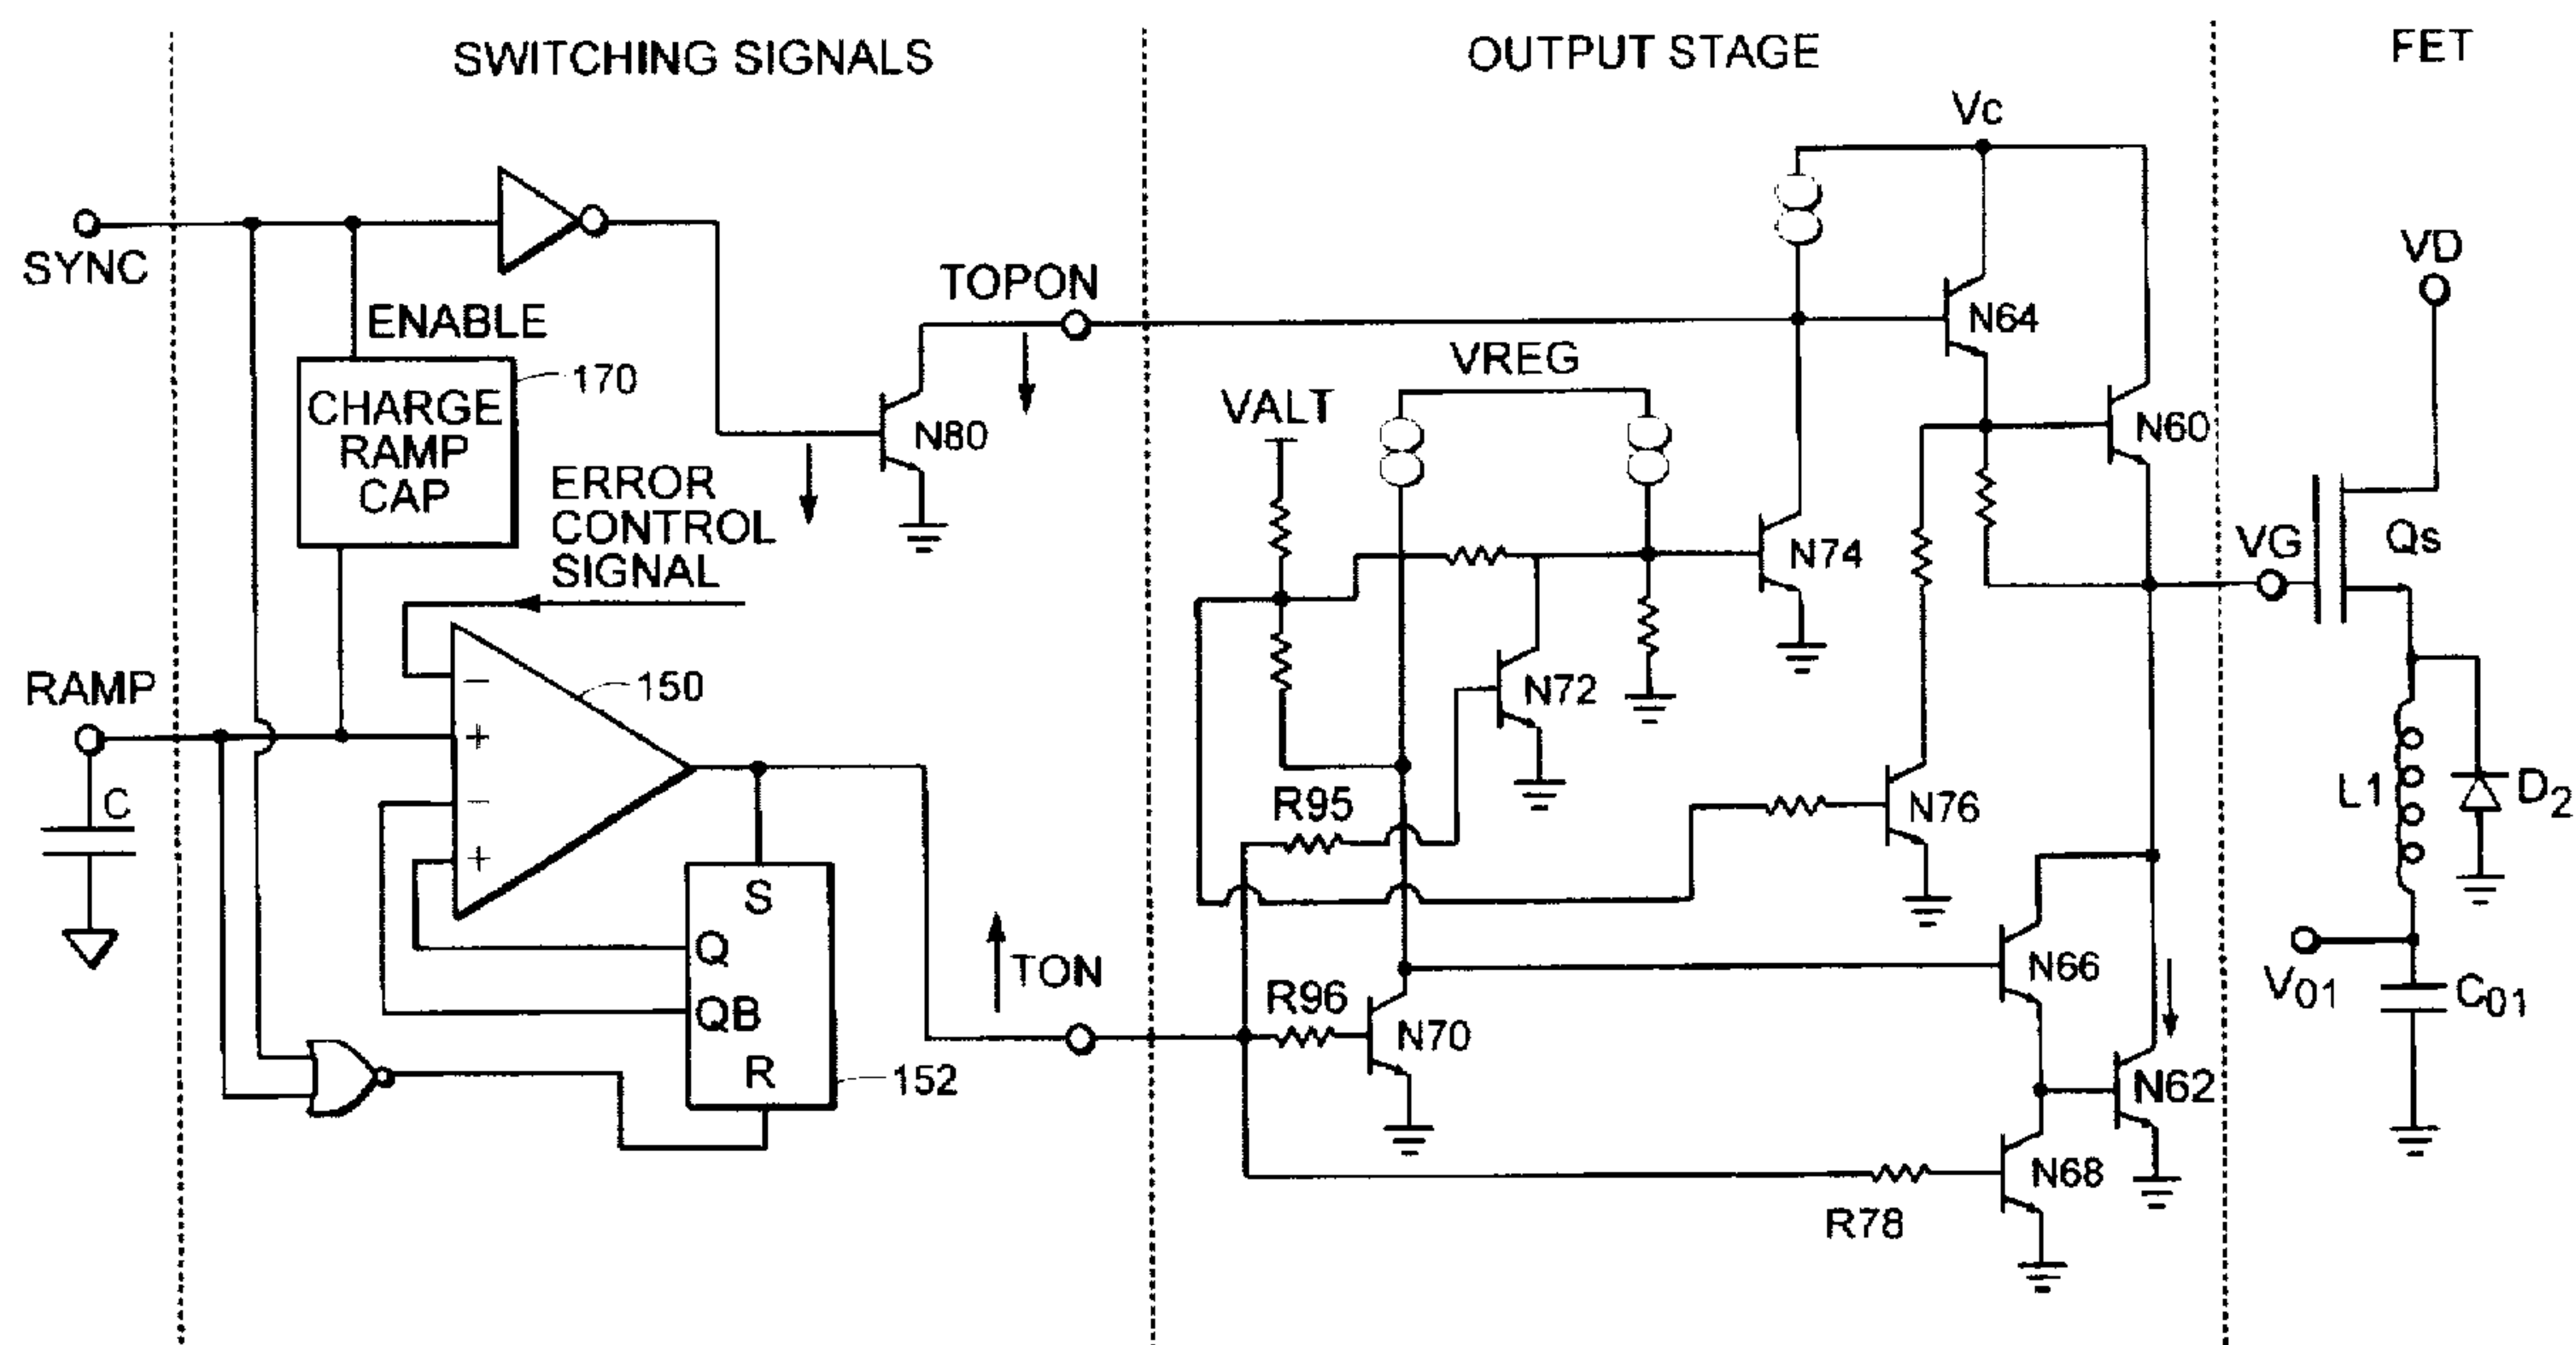 SWITCHING SIGNALS
OUTPUT STAGE
FET
Vc
SYNC
ENABLE
TOPON
N64
VD
170
CHARGE
RAMP
CAP
VREG
VALT
N80
N60
ERROR
CONTROL
SIGNAL
N74
VG
Qs
RAMP
−
150
N72
+
C
−
R95
N76
L1
D2
+
S
Q
TON
N66
V01
C01
QB
R96
N70
R
152
N62
N68
R78